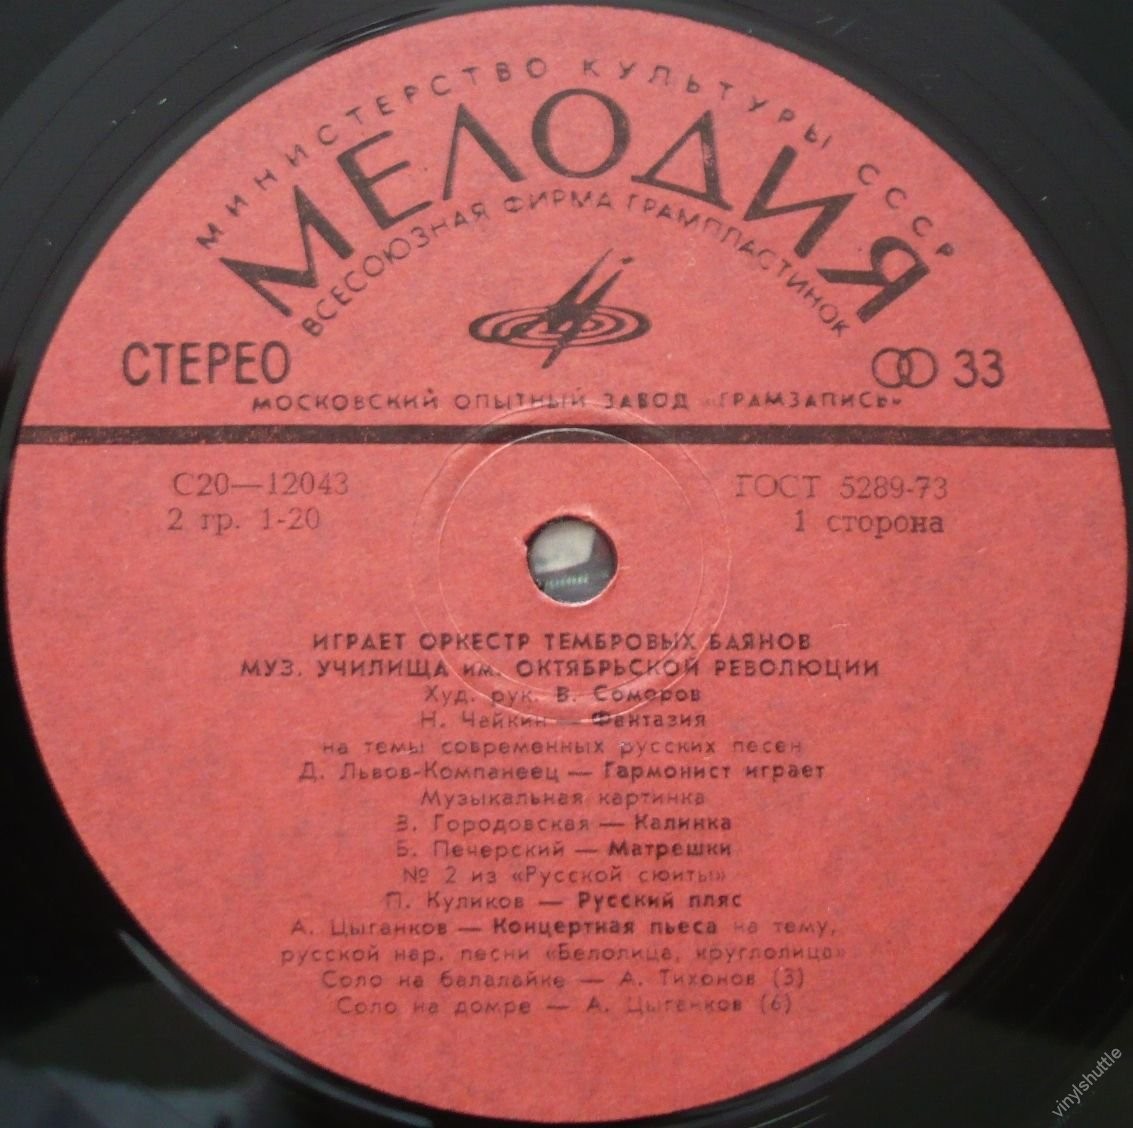 МИНИСТЕРСТВО КУЛЬТУРЫ СССР
МЕЛОДИЯ
ВСЕСОЮЗНАЯ ФИРМА ГРАМПЛАСТИНОК
СТЕРЕО
33
МОСКОВСКИЙ ОПЫТНЫЙ ЗАВОД «ГРАМЗАПИСЬ»
С20—12043
ГОСТ 5289-73
2 гр. 1-20
1 сторона
ИГРАЕТ ОРКЕСТР ТЕМБРОВЫХ БАЯНОВ
МУЗ. УЧИЛИЩА им. ОКТЯБРЬСКОЙ РЕВОЛЮЦИИ
Худ. рук. В. Соморов
Н. Чайкин — Фантазия
на темы современных русских песен
Д. Львов-Компанеец — Гармонист играет
Музыкальная картинка
В. Городовская — Калинка
Б. Печерский — Матрешки
№ 2 из «Русской сюиты»
П. Куликов — Русский пляс
А. Цыганков — Концертная пьеса на тему,
русской нар. песни «Белолица, круглолица»
Соло на балалайке — А. Тихонов (3)
Соло на домре — А. Цыганков (6)
vinylshuttle